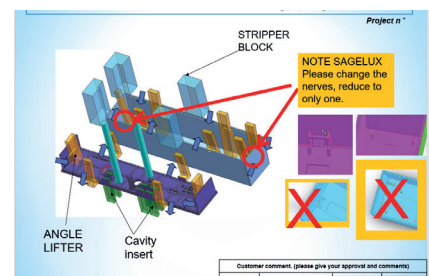 Project n°
STRIPPER
BLOCK
NOTE SAGELUX
Please change the
nerves, reduce to
only one.
ANGLE
LIFTER
Cavity
insert
Customer comment. (please give your approval and comments)